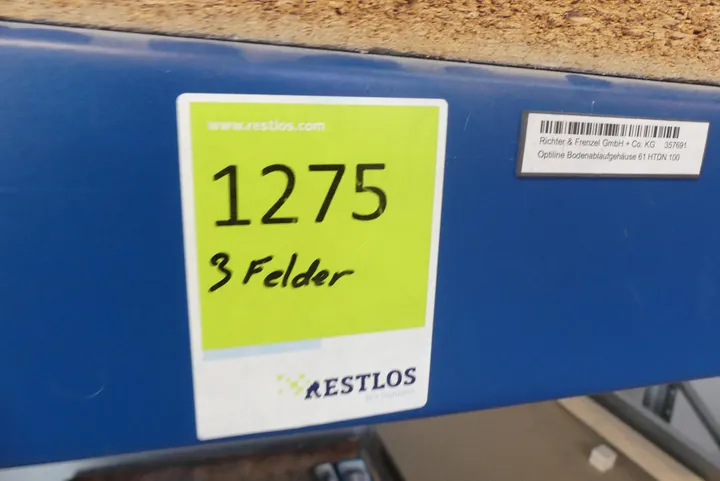 www.restlos.com
1275
3 Felder
RESTLOS
Richter & Frenzel GmbH + Co. KG 357691
Optiline Bodenablaufgehäuse 61 HTDN 100